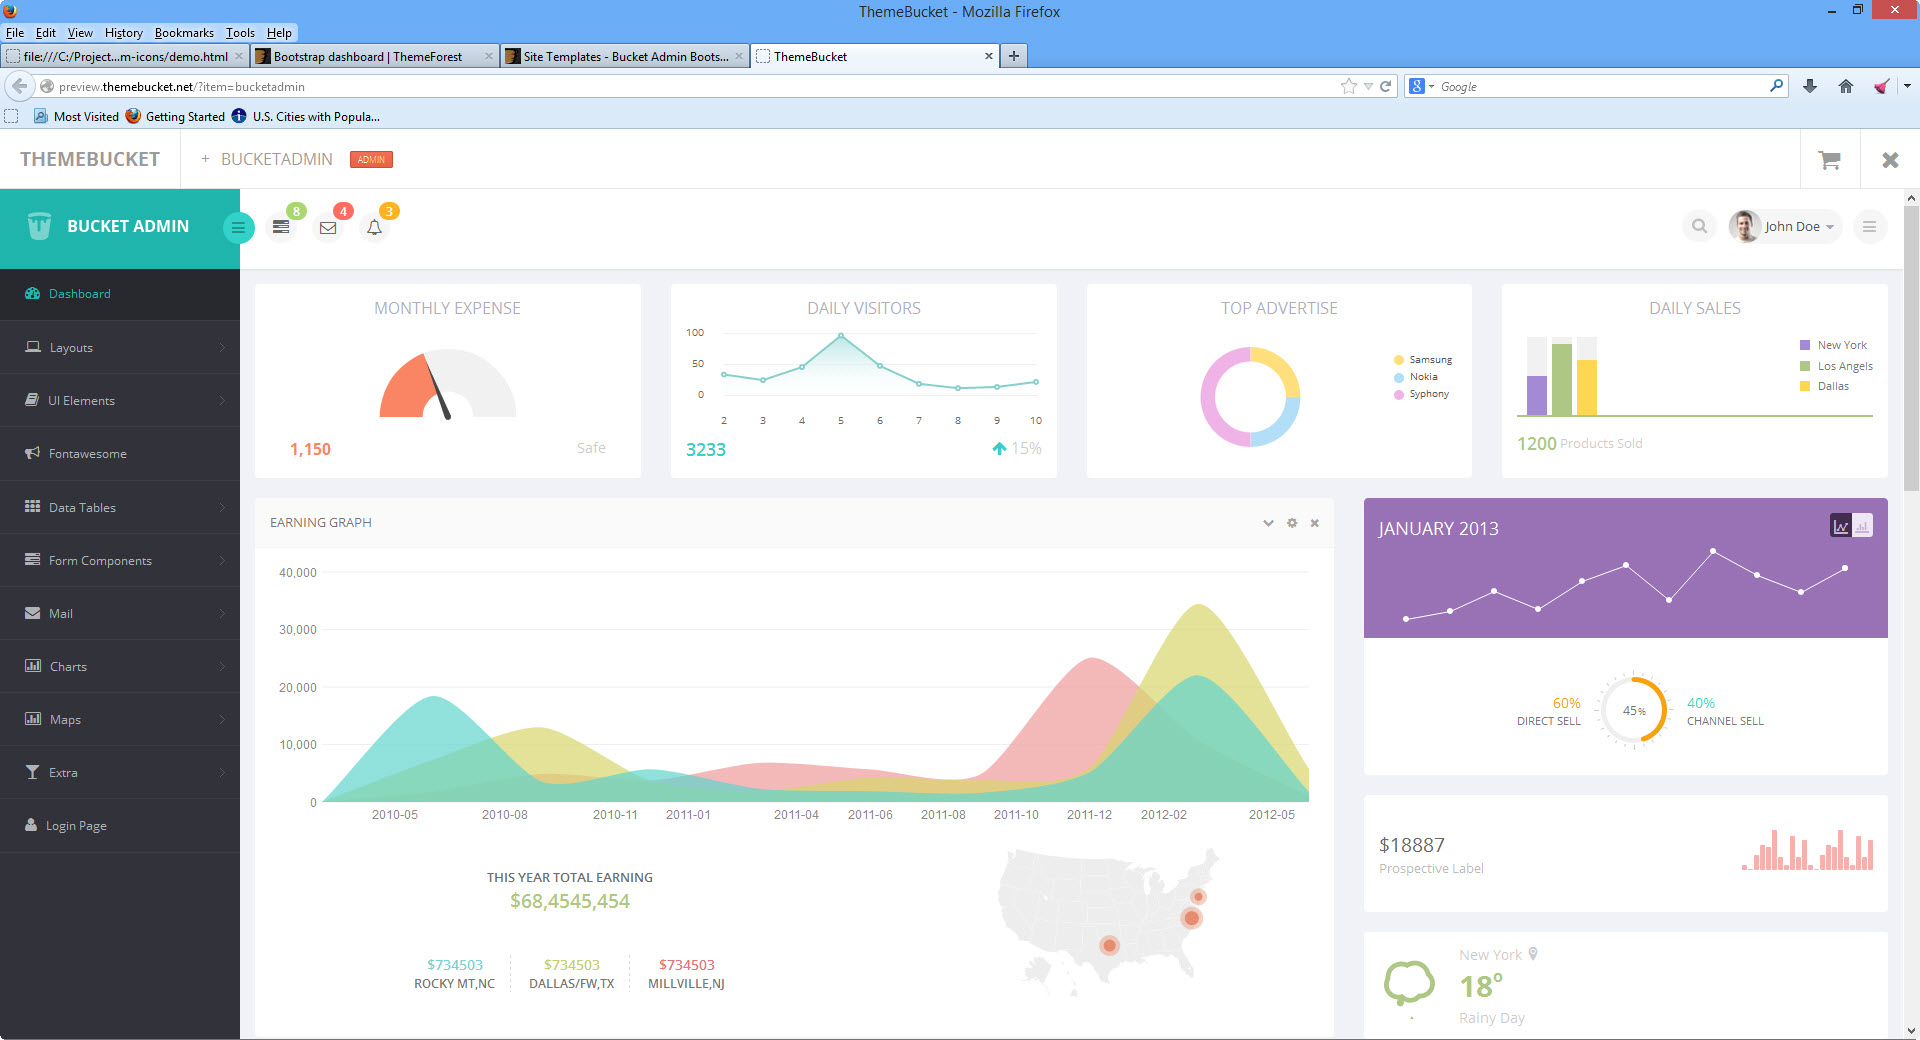 ThemeBucket - Mozilla Firefox
File Edit View History Bookmarks Tools Help
file:///C:/Project...m-icons/demo.html
Bootstrap dashboard | ThemeForest
Site Templates - Bucket Admin Boots...
ThemeBucket
preview.themebucket.net/?item=bucketadmin
Google
Most Visited Getting Started U.S. Cities with Popula...
THEMEBUCKET
+ BUCKETADMIN ADMIN
BUCKET ADMIN
8 4 3
John Doe
Dashboard
Layouts
UI Elements
Fontawesome
Data Tables
Form Components
Mail
Charts
Maps
Extra
Login Page
MONTHLY EXPENSE
1,150 Safe
DAILY VISITORS
100
50
0
2 3 4 5 6 7 8 9 10
3233 15%
TOP ADVERTISE
Samsung
Nokia
Syphony
DAILY SALES
New York
Los Angels
Dallas
1200 Products Sold
EARNING GRAPH
40,000
30,000
20,000
10,000
0
2010-05 2010-08 2010-11 2011-01 2011-04 2011-06 2011-08 2011-10 2011-12 2012-02 2012-05
THIS YEAR TOTAL EARNING
$68,4545,454
$734503 $734503 $734503
ROCKY MT,NC DALLAS/FW,TX MILLVILLE,NJ
JANUARY 2013
60% 45% 40%
DIRECT SELL CHANNEL SELL
$18887
Prospective Label
New York
18°
Rainy Day